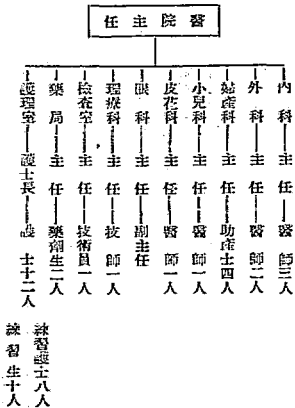 醫院主任
內科 主任 醫師三人
外科 主任 醫師二人
婦產科 主任 助產士四人
小兒科 主任 醫師一人
皮花科 主任 醫師一人
眼科 主任 副主任
理療科 主任 技師一人
檢查室 主任 技術員一人
藥局 主任 藥劑生二人
護理室 護士長 護士十二人
練習護士八人
練習生十人